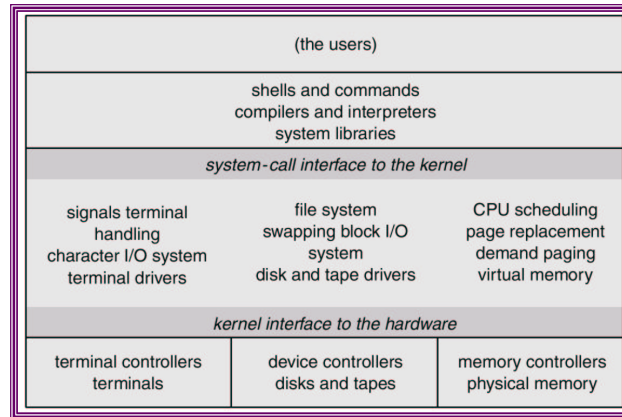 (the users)
shells and commands
compilers and interpreters
system libraries
system-call interface to the kernel
signals terminal
handling
character I/O system
terminal drivers
file system
swapping block I/O
system
disk and tape drivers
CPU scheduling
page replacement
demand paging
virtual memory
kernel interface to the hardware
terminal controllers
terminals
device controllers
disks and tapes
memory controllers
physical memory